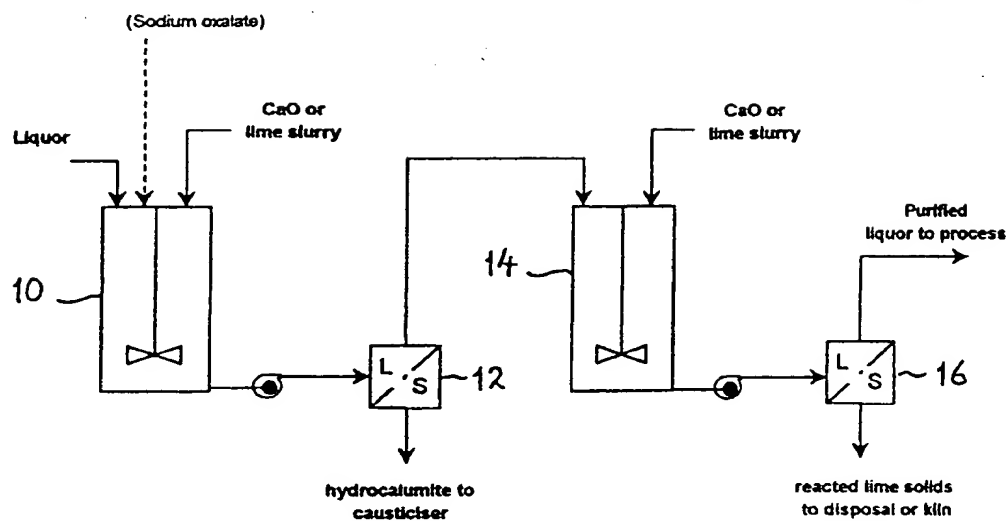 (Sodium oxalate)
CaO or
lime slurry
Liquor
10
L
S
12
hydrocalumite to
causticiser
CaO or
lime slurry
14
Purified
liquor to process
L
S
16
reacted lime solids
to disposal or kiln